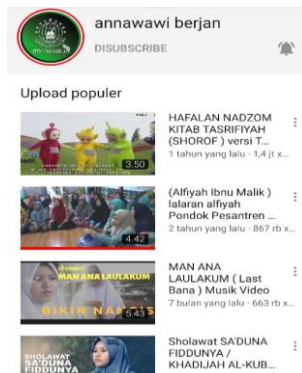 annawawi berjan
DISUBSCRIBE
Upload populer
HAFALAN NADZOM
KITAB TASRIFIYAH
(SHOROF ) versi T...
1 tahun yang lalu · 1,4 jt x...
3.50
(Alfiyah Ibnu Malik )
lalaran alfiyah
Pondok Pesantren ...
2 tahun yang lalu · 867 rb x...
4.42
MAN ANA
LAULAKUM ( Last
Bana ) Musik Video
7 bulan yang lalu · 663 rb x...
sholawat
MAN ANA LAULAKUM
BIKIN NANGIS
5.43
Sholawat SA'DUNA
FIDDUNYA /
KHADIJAH AL-KUB...
SHOLAWAT
SA'DUNA
FIDDUNYA